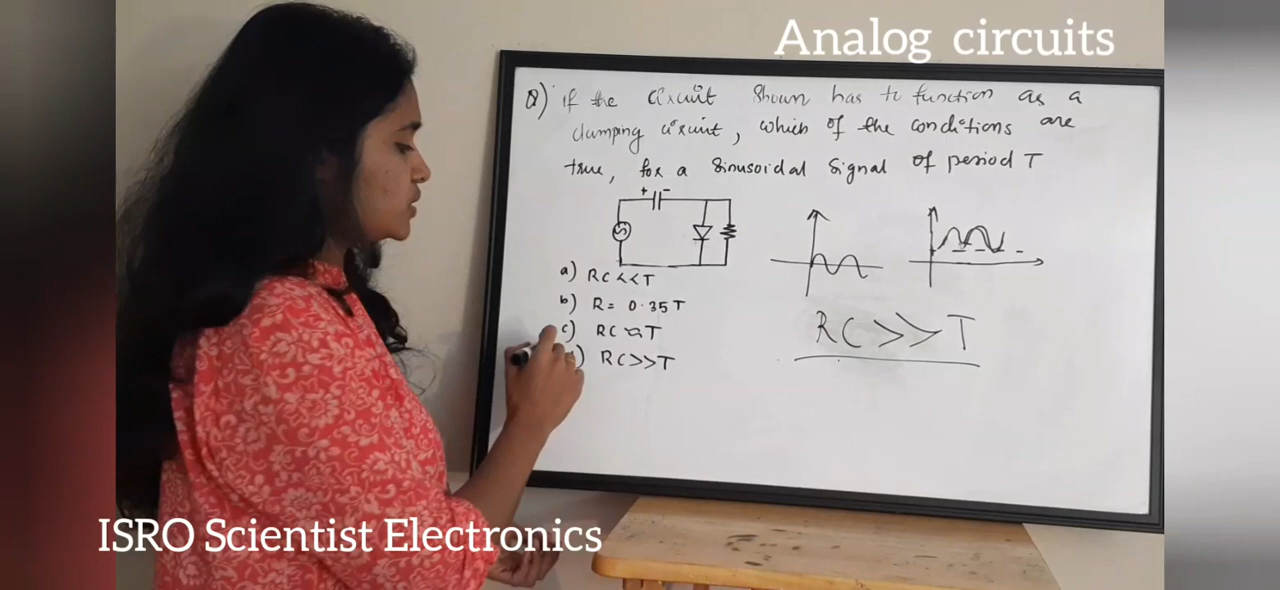 Analog circuits
Q) If the circuit shown has to function as a
clamping circuit, which of the conditions are
true, for a sinusoidal signal of period T
+ -
a) RC << T
b) R = 0.35 T
c) RC ≈ T
) RC >> T
RC >> T
ISRO Scientist Electronics